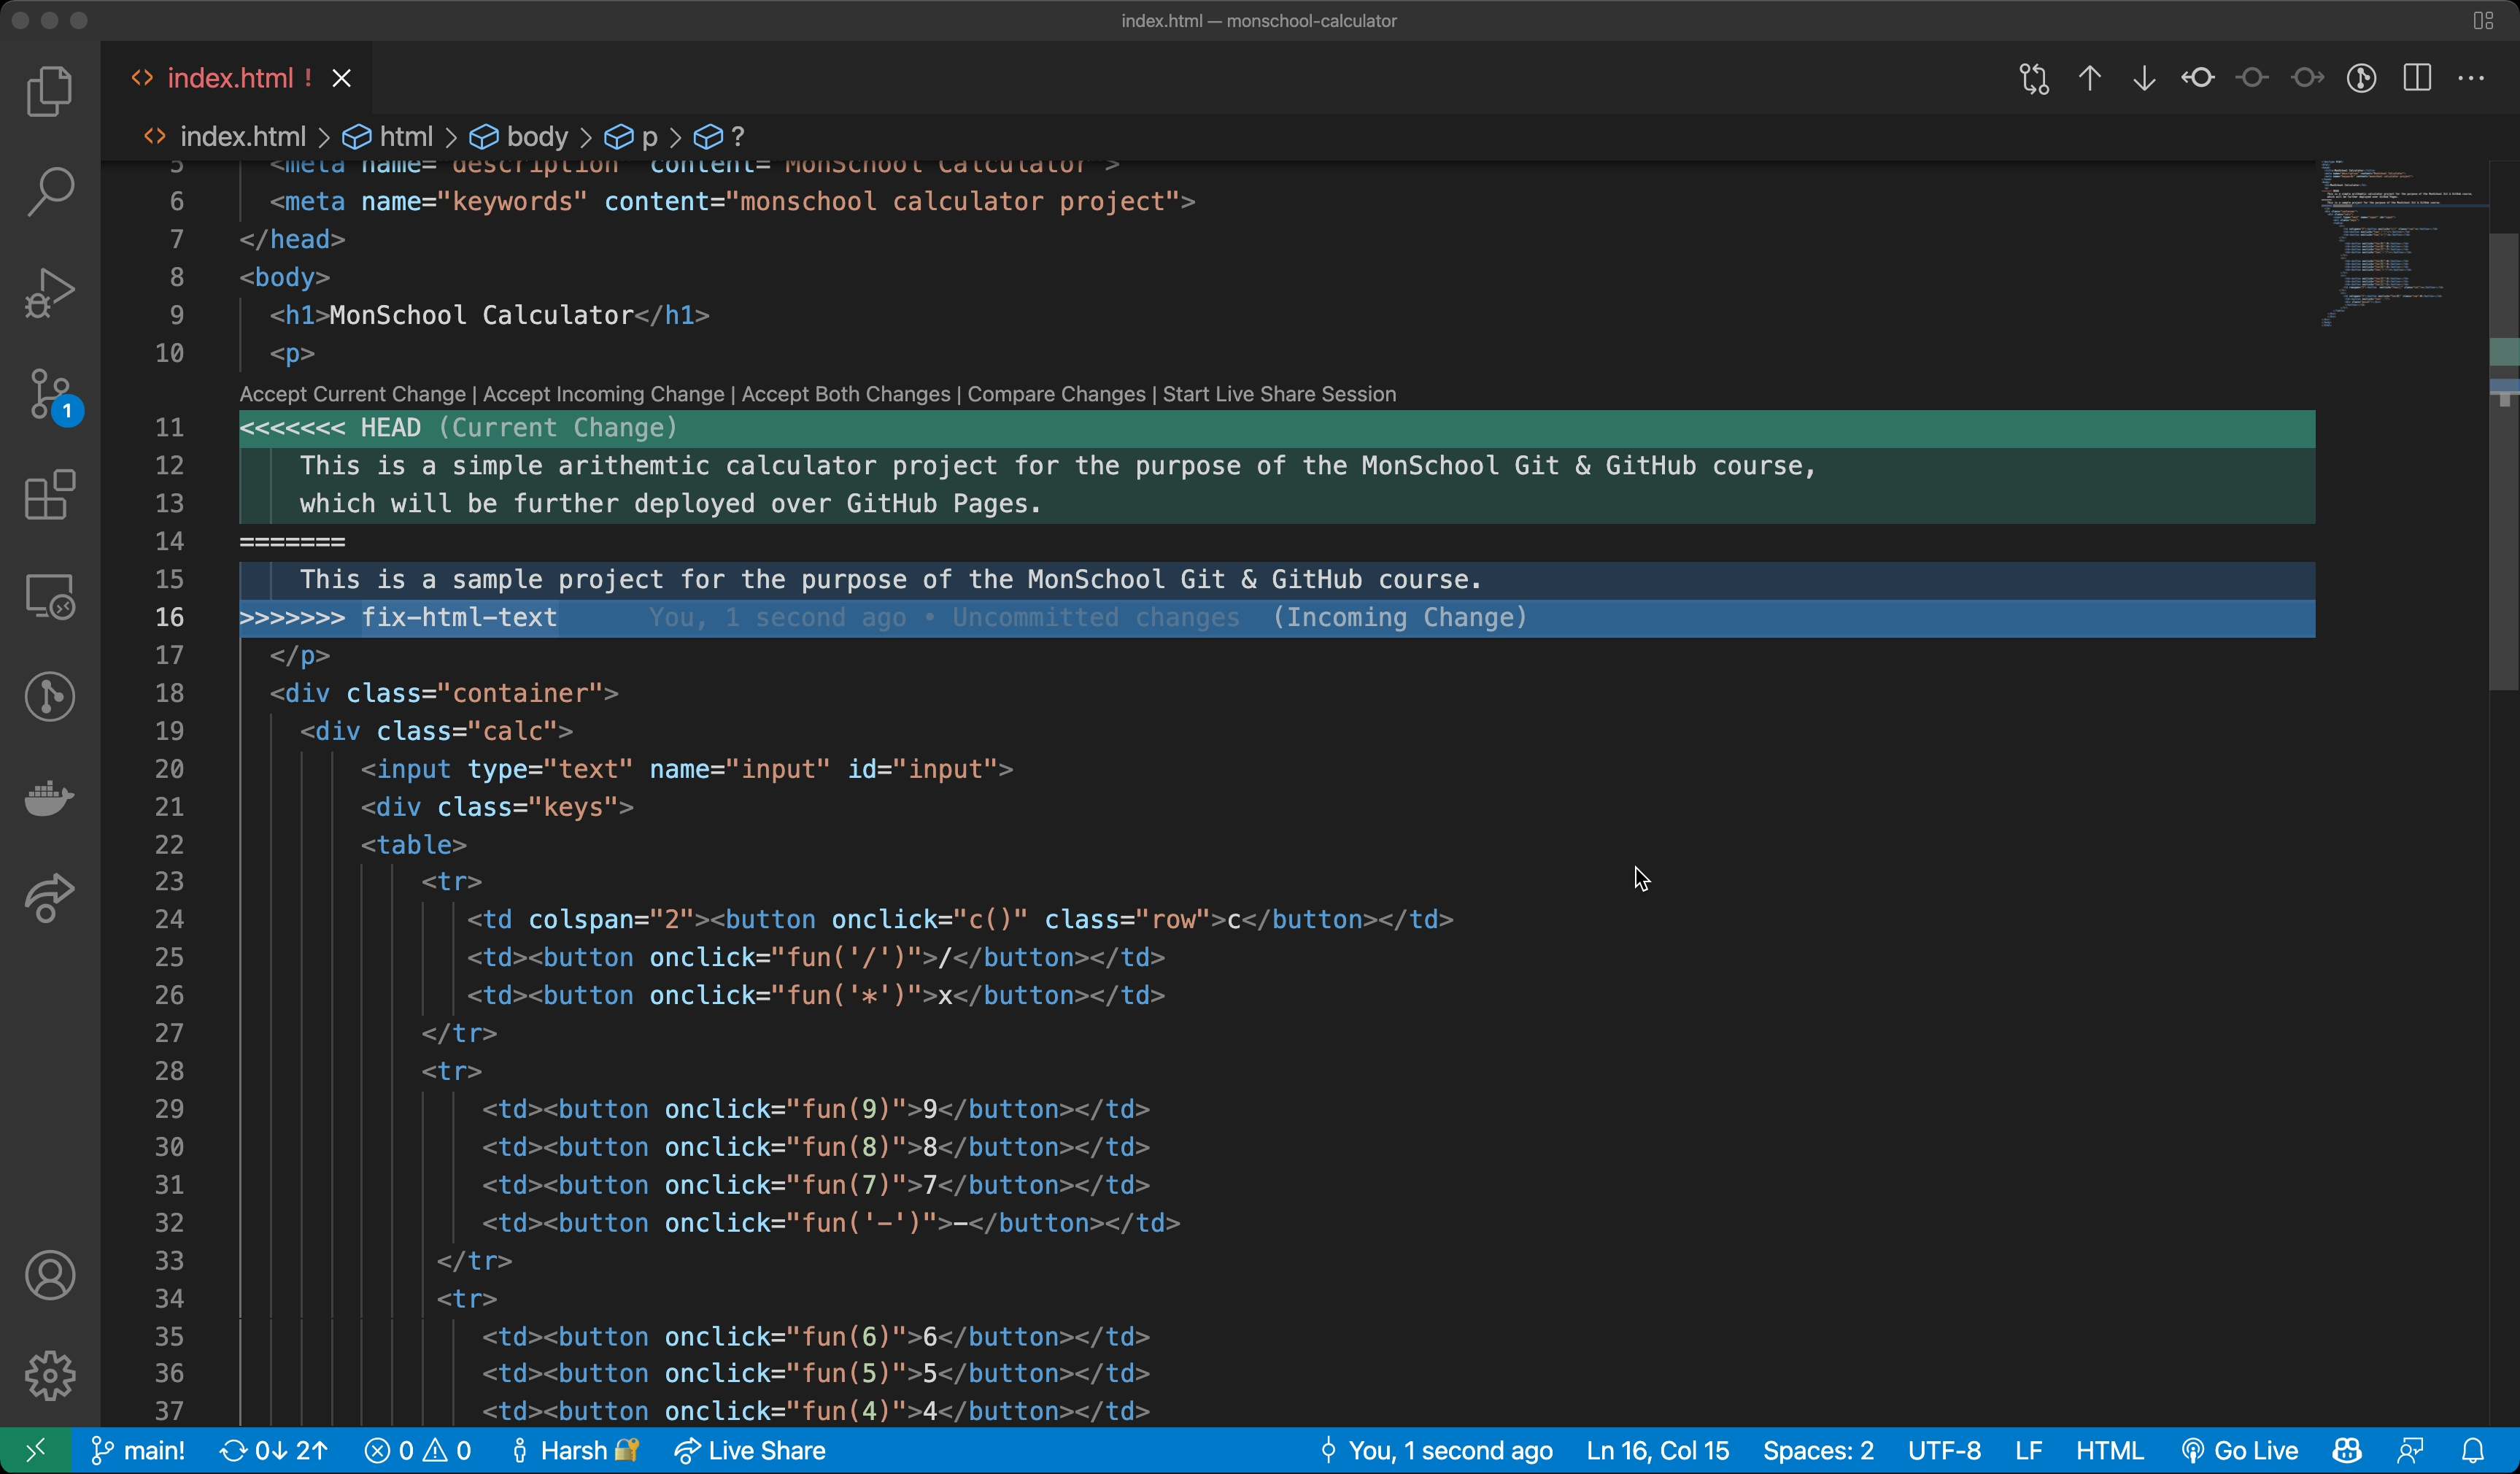 index.html — monschool-calculator
index.html !
index.html > html > body > p > ?
5 <meta name="description" content="MonSchool Calculator">
6 <meta name="keywords" content="monschool calculator project">
7 </head>
8 <body>
9 <h1>MonSchool Calculator</h1>
10 <p>
Accept Current Change | Accept Incoming Change | Accept Both Changes | Compare Changes | Start Live Share Session
11 <<<<<<< HEAD (Current Change)
12 This is a simple arithemtic calculator project for the purpose of the MonSchool Git & GitHub course,
13 which will be further deployed over GitHub Pages.
14 =======
15 This is a sample project for the purpose of the MonSchool Git & GitHub course.
16 >>>>>>> fix-html-text You, 1 second ago • Uncommitted changes (Incoming Change)
17 </p>
18 <div class="container">
19 <div class="calc">
20 <input type="text" name="input" id="input">
21 <div class="keys">
22 <table>
23 <tr>
24 <td colspan="2"><button onclick="c()" class="row">c</button></td>
25 <td><button onclick="fun('/')">/</button></td>
26 <td><button onclick="fun('*')">x</button></td>
27 </tr>
28 <tr>
29 <td><button onclick="fun(9)">9</button></td>
30 <td><button onclick="fun(8)">8</button></td>
31 <td><button onclick="fun(7)">7</button></td>
32 <td><button onclick="fun('-')">-</button></td>
33 </tr>
34 <tr>
35 <td><button onclick="fun(6)">6</button></td>
36 <td><button onclick="fun(5)">5</button></td>
37 <td><button onclick="fun(4)">4</button></td>
1
main! 0↓ 2↑ 0 0 Harsh 🔐 Live Share You, 1 second ago Ln 16, Col 15 Spaces: 2 UTF-8 LF HTML Go Live